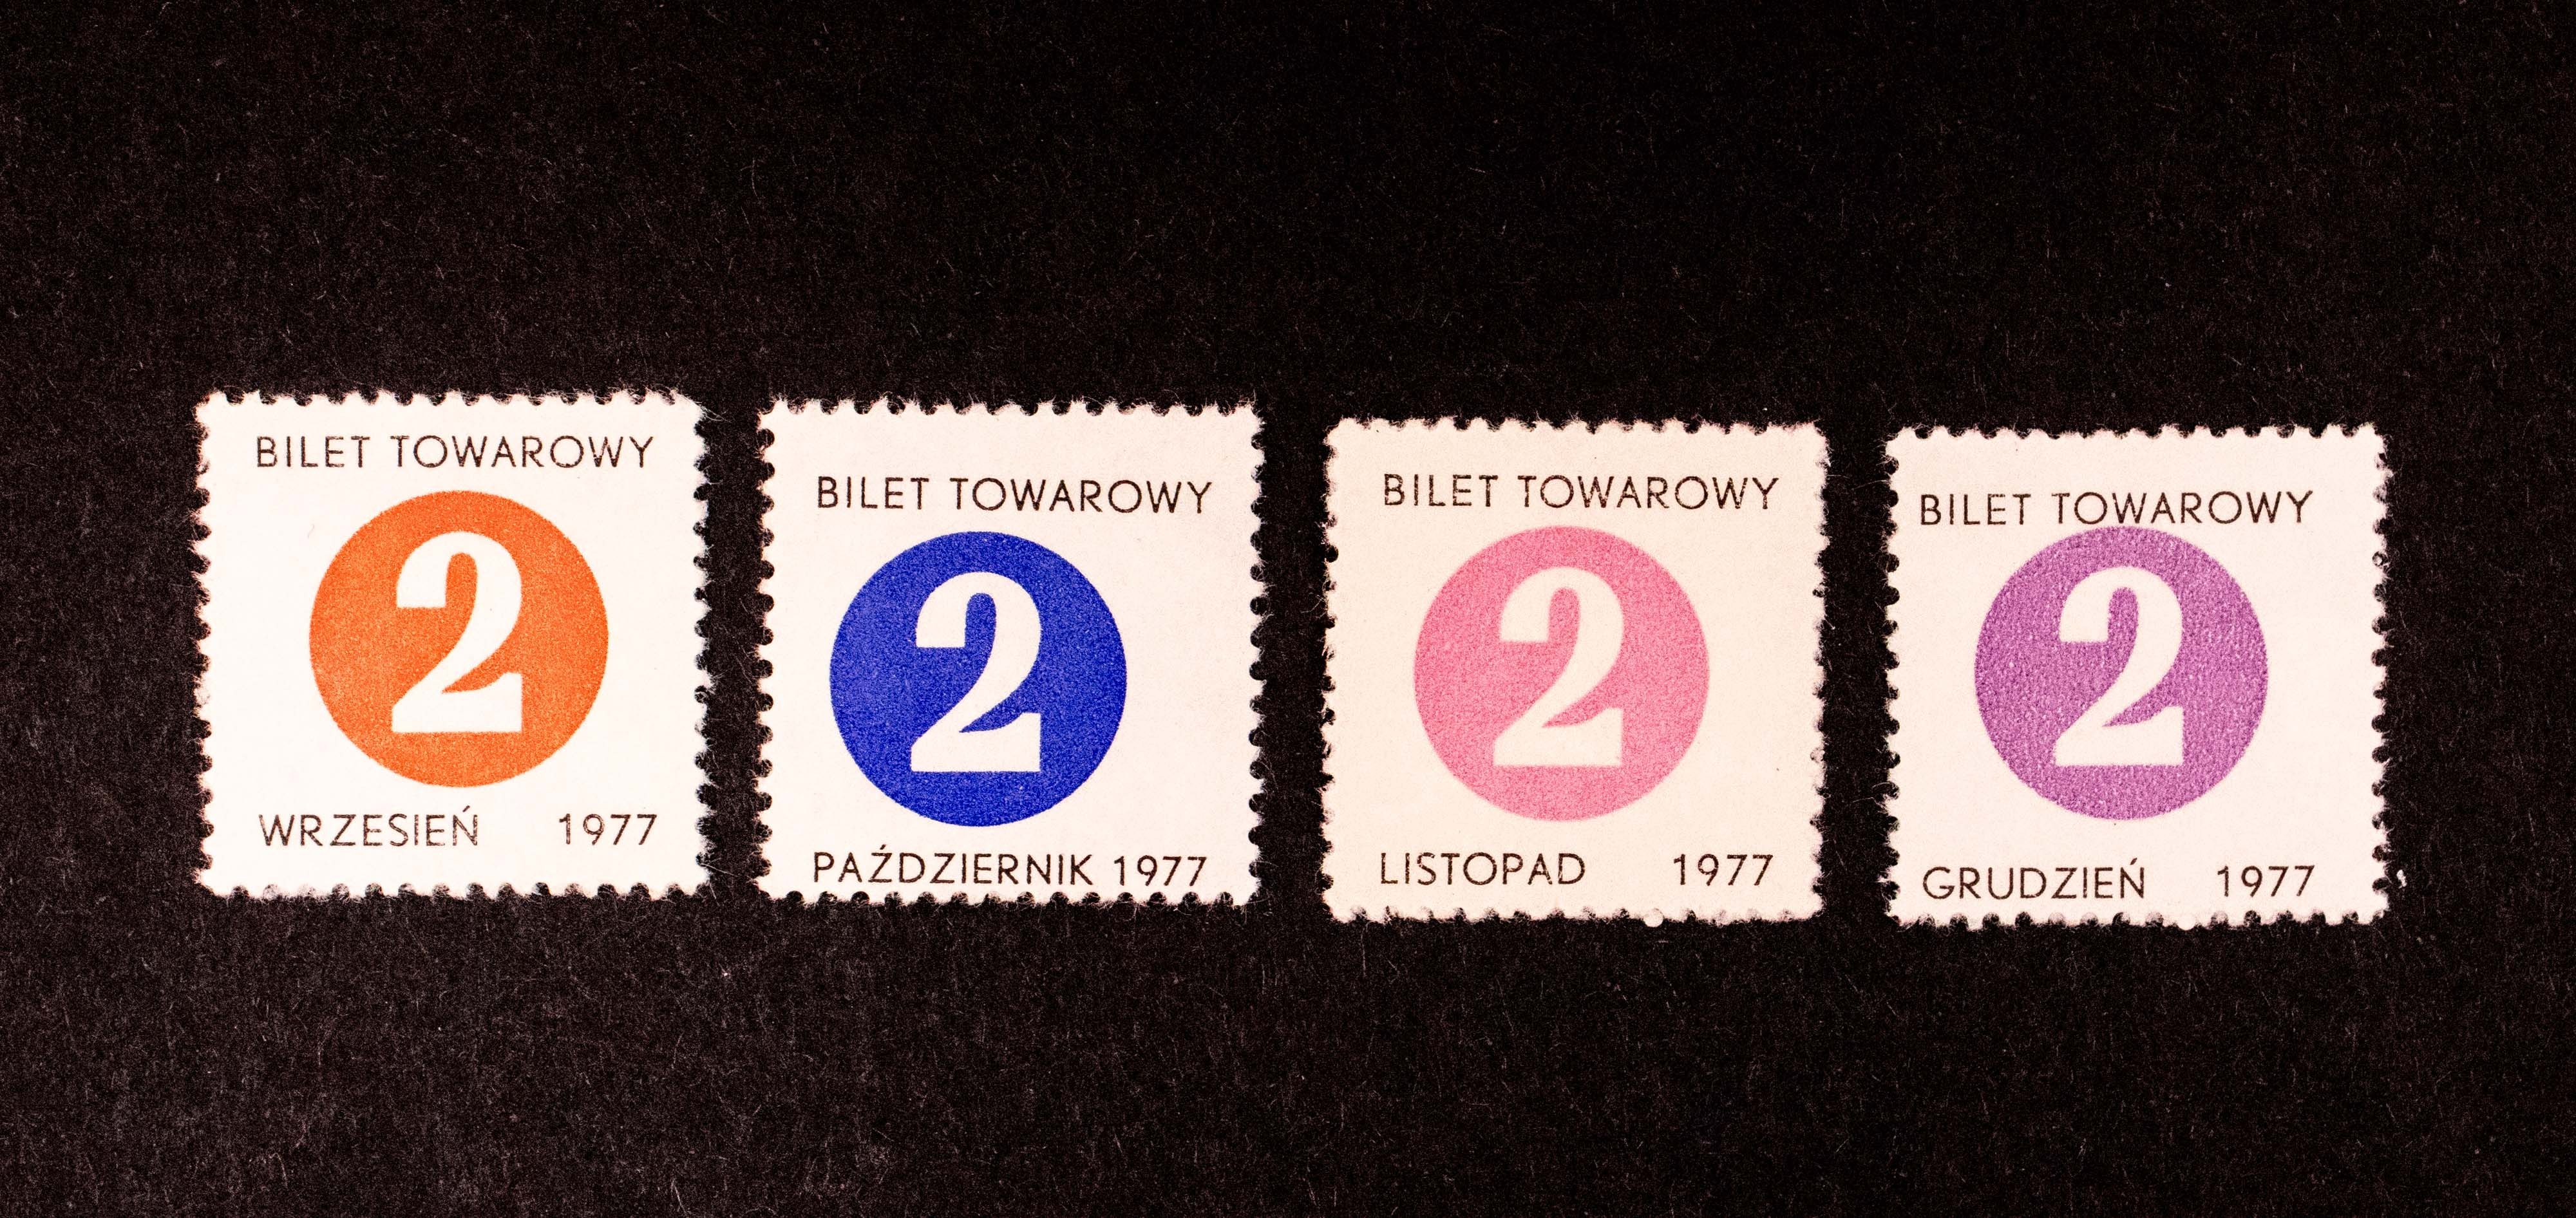 BILET TOWAROWY
2
WRZESIEŃ 1977
BILET TOWAROWY
2
PAŹDZIERNIK 1977
BILET TOWAROWY
2
LISTOPAD 1977
BILET TOWAROWY
2
GRUDZIEŃ 1977